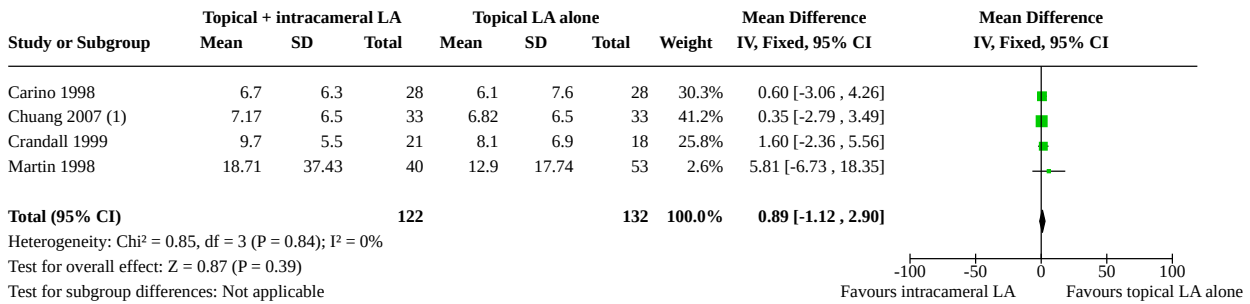 Topical + intracameral LA Topical LA alone Mean Difference Mean Difference
Study or Subgroup Mean SD Total Mean SD Total Weight IV, Fixed, 95% CI IV, Fixed, 95% CI
Carino 1998 6.7 6.3 28 6.1 7.6 28 30.3% 0.60 [-3.06 , 4.26]
Chuang 2007 (1) 7.17 6.5 33 6.82 6.5 33 41.2% 0.35 [-2.79 , 3.49]
Crandall 1999 9.7 5.5 21 8.1 6.9 18 25.8% 1.60 [-2.36 , 5.56]
Martin 1998 18.71 37.43 40 12.9 17.74 53 2.6% 5.81 [-6.73 , 18.35]
Total (95% CI) 122 132 100.0% 0.89 [-1.12 , 2.90]
Heterogeneity: Chi² = 0.85, df = 3 (P = 0.84); I² = 0%
Test for overall effect: Z = 0.87 (P = 0.39) -100 -50 0 50 100
Test for subgroup differences: Not applicable Favours intracameral LA Favours topical LA alone